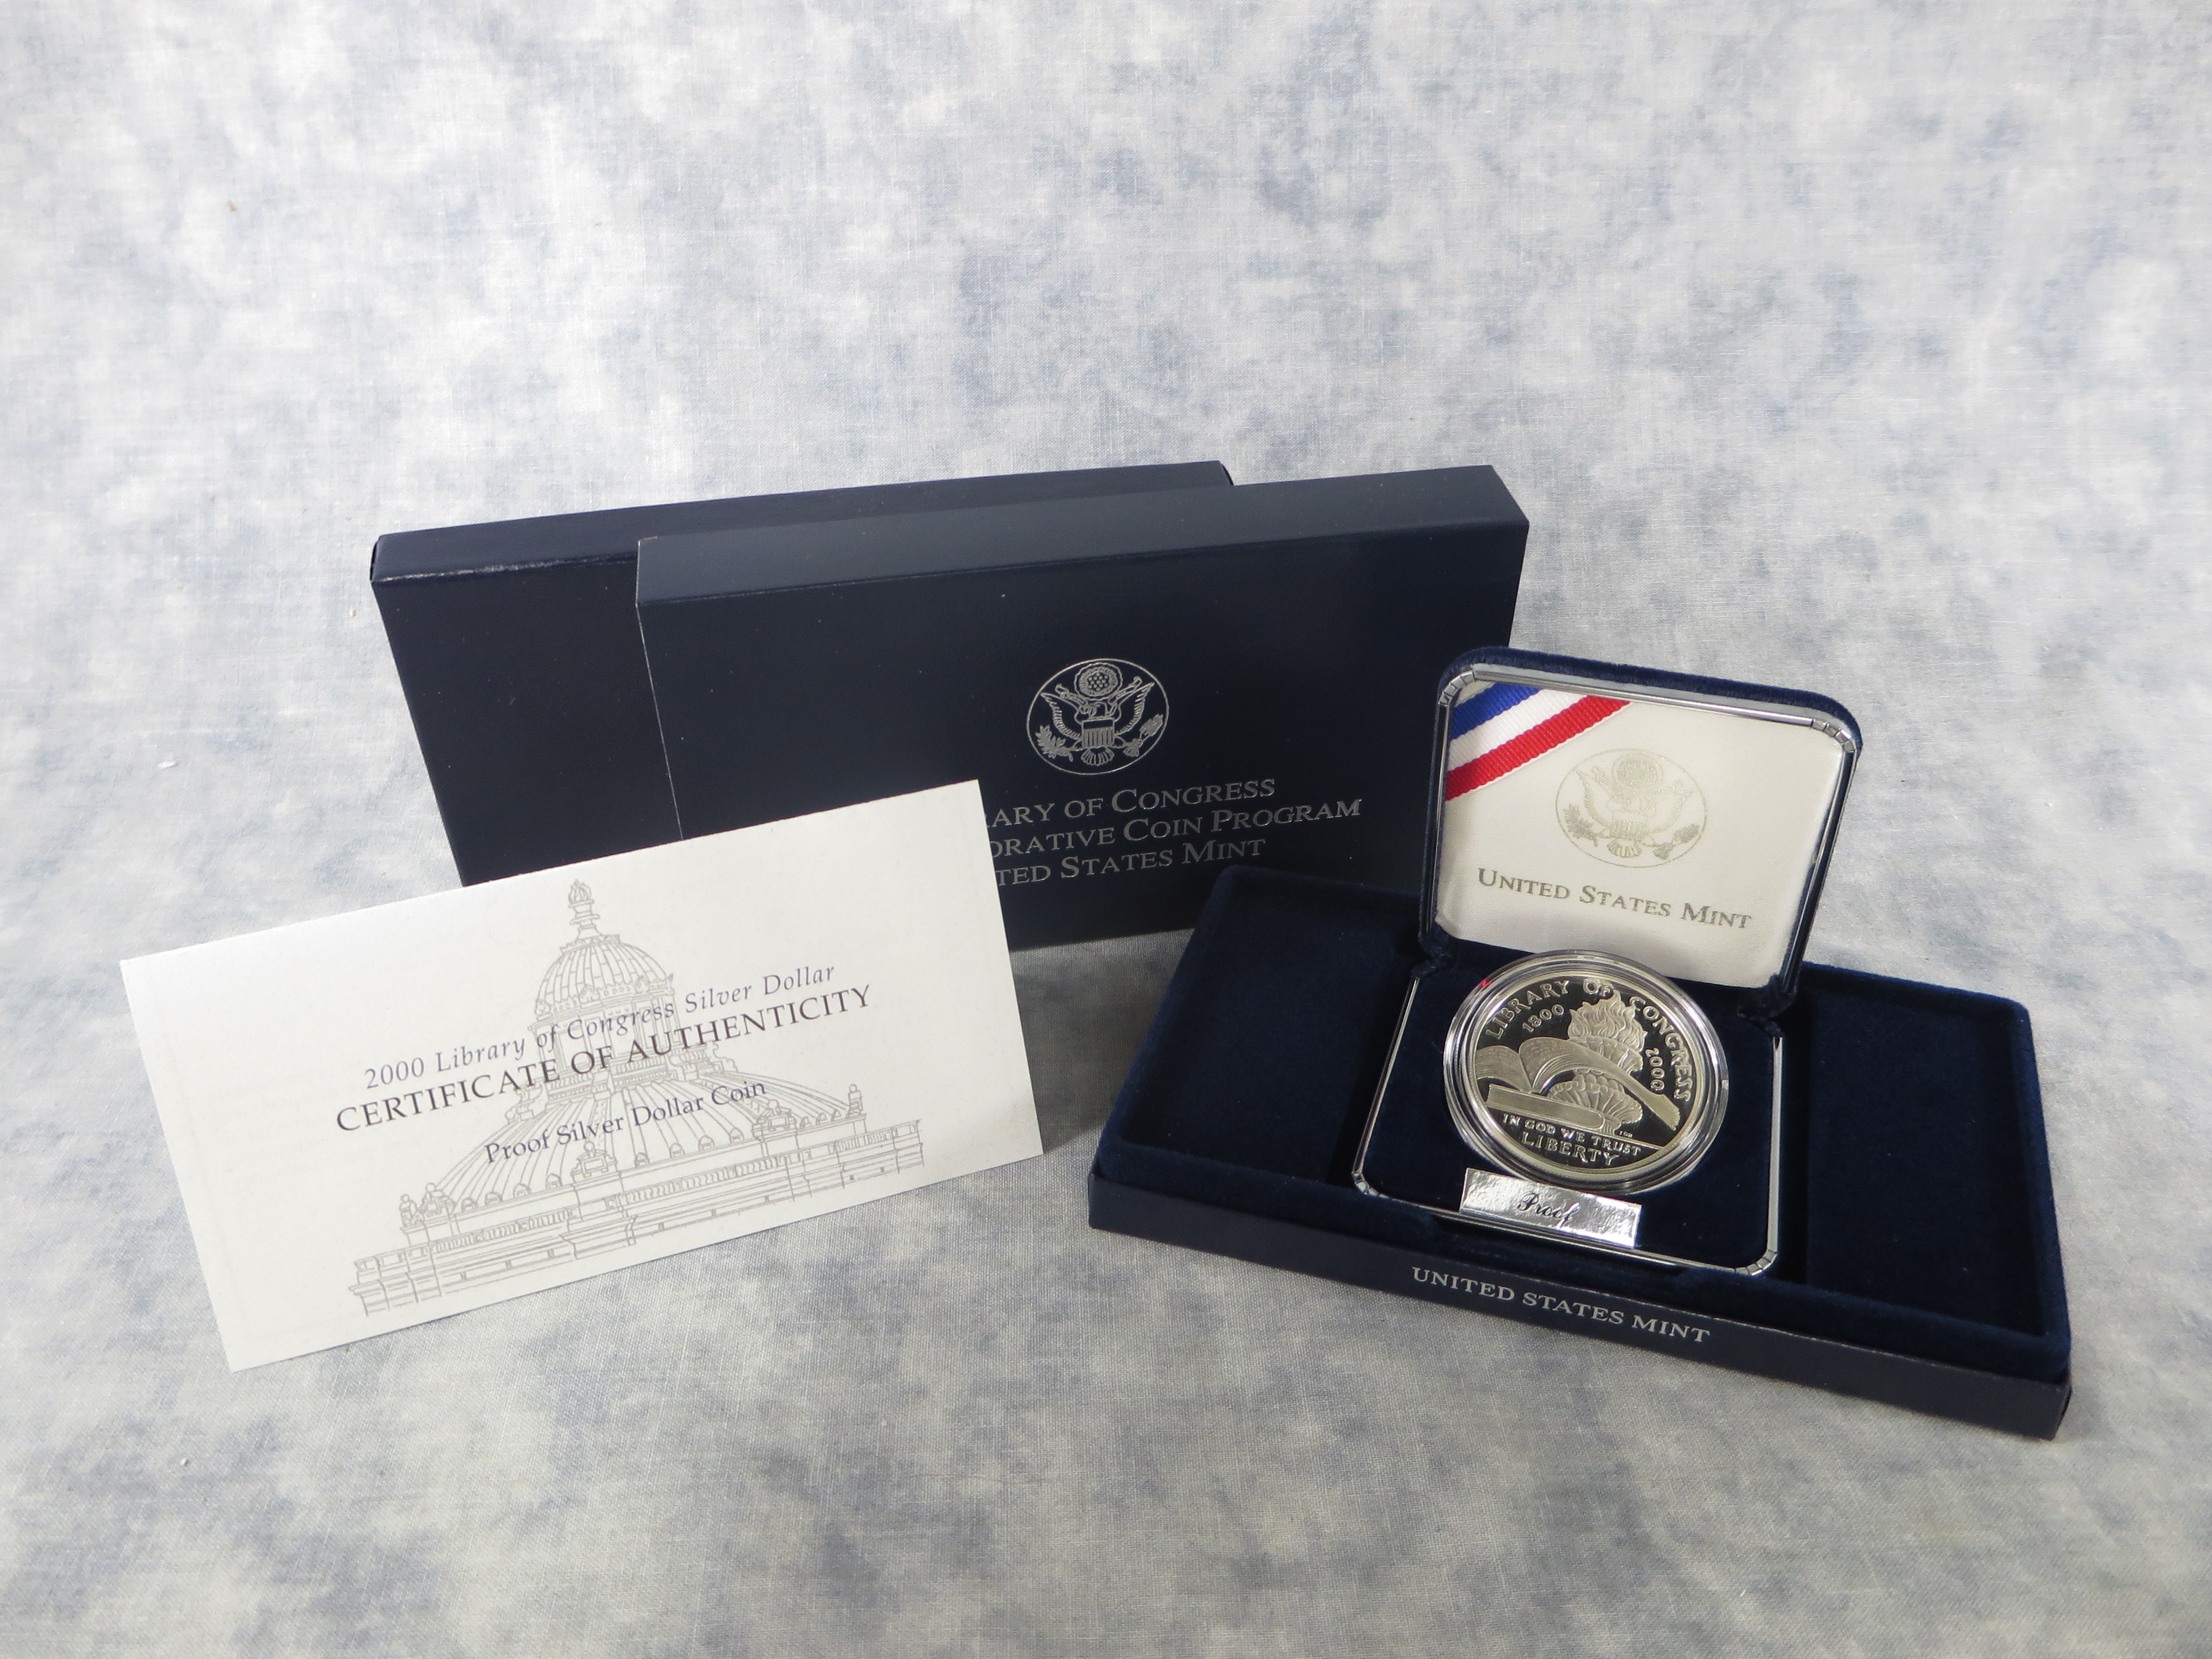 ARY OF CONGRESS
ORATIVE COIN PROGRAM
TED STATES MINT
2000 Library of Congress Silver Dollar
CERTIFICATE OF AUTHENTICITY
Proof Silver Dollar Coin
UNITED STATES MINT
LIBRARY OF CONGRESS
1800
2000
IN GOD WE TRUST
LIBERTY
Proof
UNITED STATES MINT